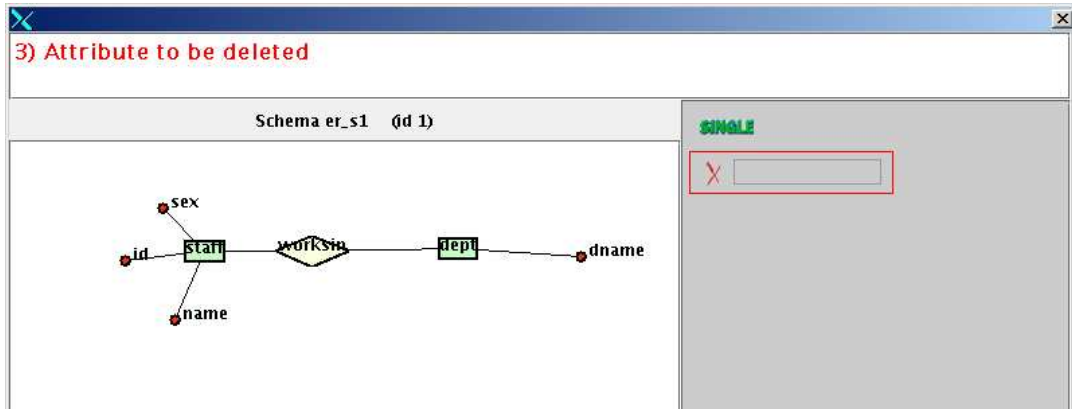 3) Attribute to be deleted
Schema er_s1 (id 1)
SINGLE
sex
id
staff
worksin
dept
dname
name